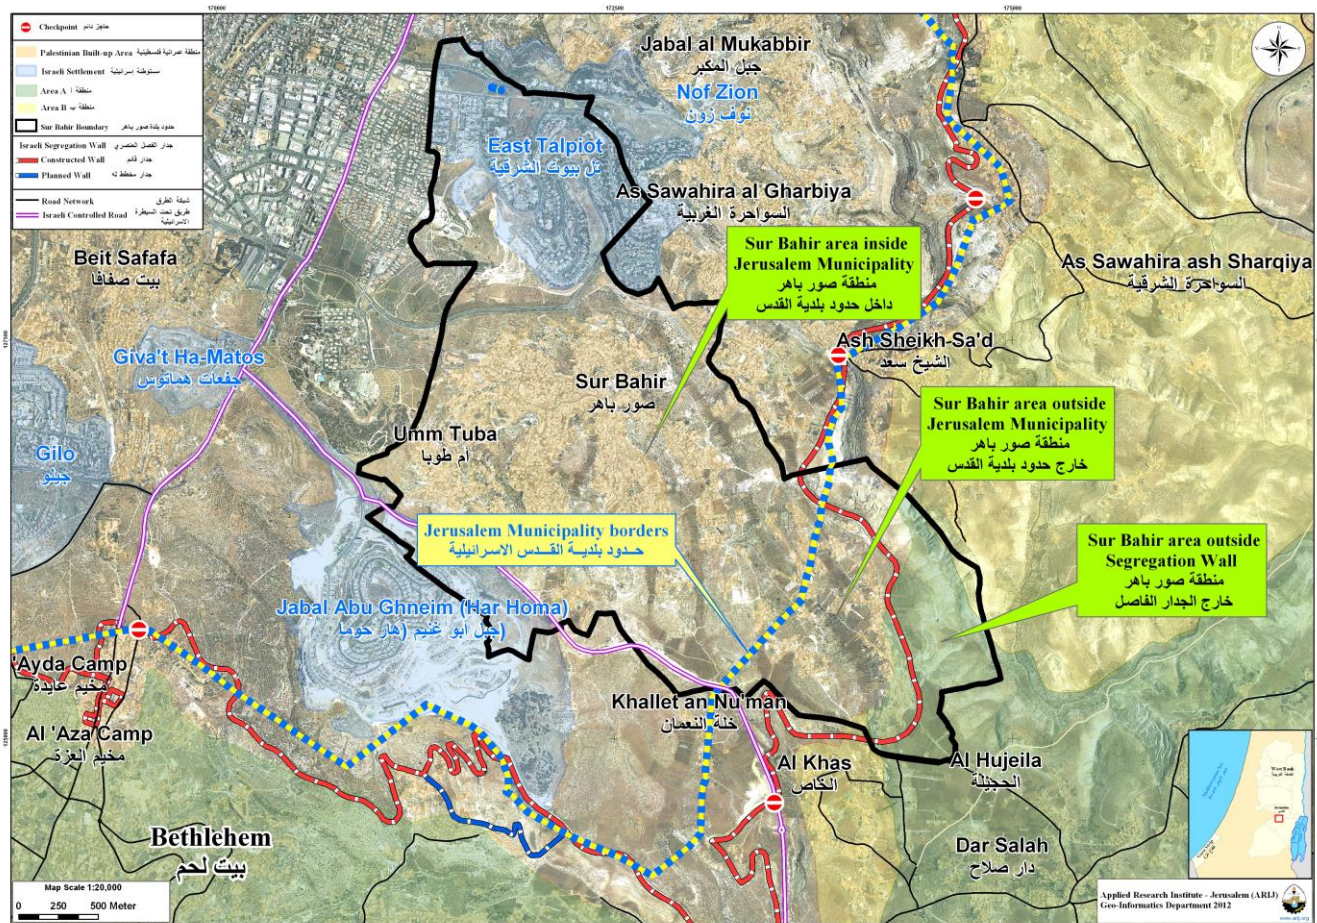 170000
172500
175000
Checkpoint حاجز دائم
Palestinian Built-up Area منطقة عمرانية فلسطينية
Israeli Settlement مستوطنة إسرائيلية
Area A منطقة أ
Area B منطقة ب
Sur Bahir Boundary حدود بلدة صور باهر
Israeli Segregation Wall جدار الفصل العنصري
Constructed Wall جدار قائم
Planned Wall جدار مخطط له
Road Network شبكة الطرق
Israeli Controlled Road طريق تحت السيطرة
الاسرائيلية
Jabal al Mukabbir
جبل المكبر
Nof Zion
نوف زون
East Talpiot
تل بيوت الشرقية
As Sawahira al Gharbiya
السواحرة الغربية
Beit Safafa
بيت صفافا
Sur Bahir area inside
Jerusalem Municipality
منطقة صور باهر
داخل حدود بلدية القدس
As Sawahira ash Sharqiya
السواحرة الشرقية
Giva't Ha-Matos
جفعات هماتوس
Ash Sheikh Sa'd
الشيخ سعد
Sur Bahir
صور باهر
Sur Bahir area outside
Jerusalem Municipality
منطقة صور باهر
خارج حدود بلدية القدس
Umm Tuba
أم طوبا
Gilo
جيلو
Jerusalem Municipality borders
حدود بلدية القدس الاسرائيلية
Sur Bahir area outside
Segregation Wall
منطقة صور باهر
خارج الجدار الفاصل
Jabal Abu Ghneim (Har Homa)
جبل أبو غنيم (هار حوما)
'Ayda Camp
مخيم عايدة
Khallet an Nu'man
خلة النعمان
Al 'Aza Camp
مخيم العزة
Al Khas
الخاص
Al Hujeila
الحجيلة
Bethlehem
بيت لحم
Dar Salah
دار صلاح
West Bank
Map Scale 1:20,000
0 250 500 Meter
Applied Research Institute - Jerusalem (ARIJ)
Geo-Informatics Department 2012
www.arij.org